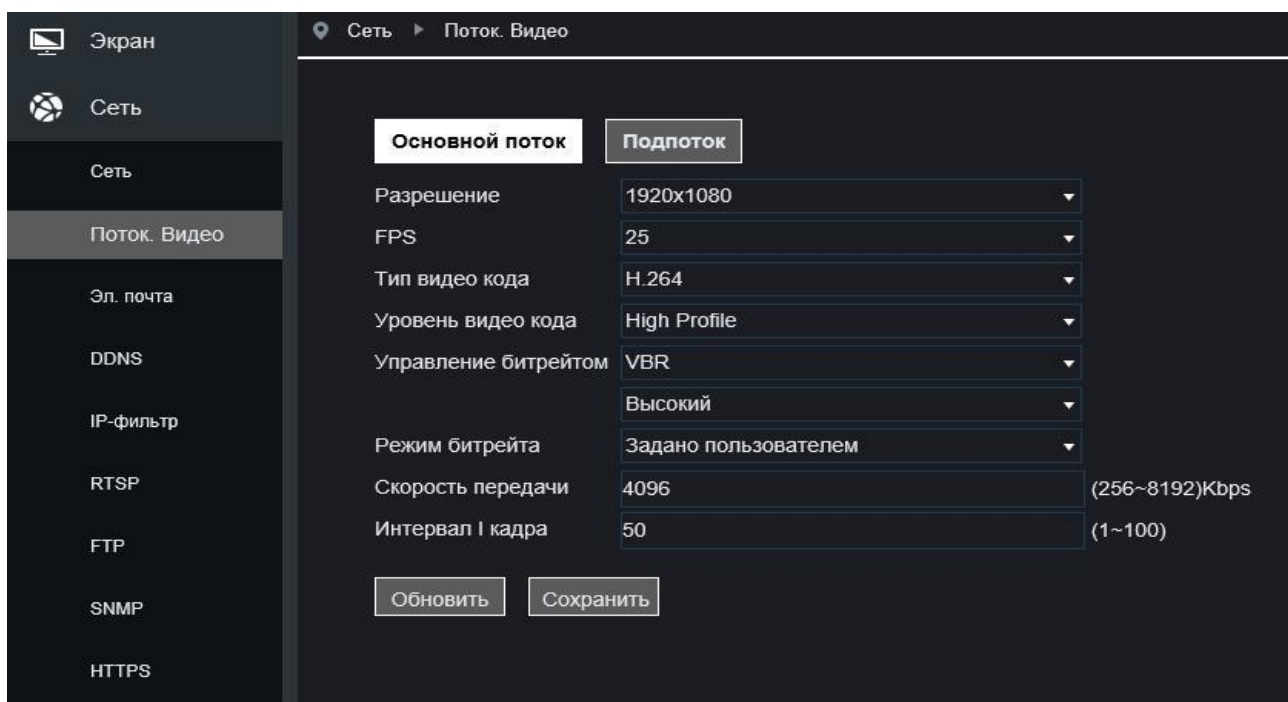 Экран
Сеть
Сеть
Поток. Видео
Эл. почта
DDNS
IP-фильтр
RTSP
FTP
SNMP
HTTPS
Сеть Поток. Видео
Основной поток Подпоток
Разрешение 1920x1080
FPS 25
Тип видео кода H.264
Уровень видео кода High Profile
Управление битрейтом VBR
Высокий
Режим битрейта Задано пользователем
Скорость передачи 4096 (256~8192)Kbps
Интервал I кадра 50 (1~100)
Обновить Сохранить